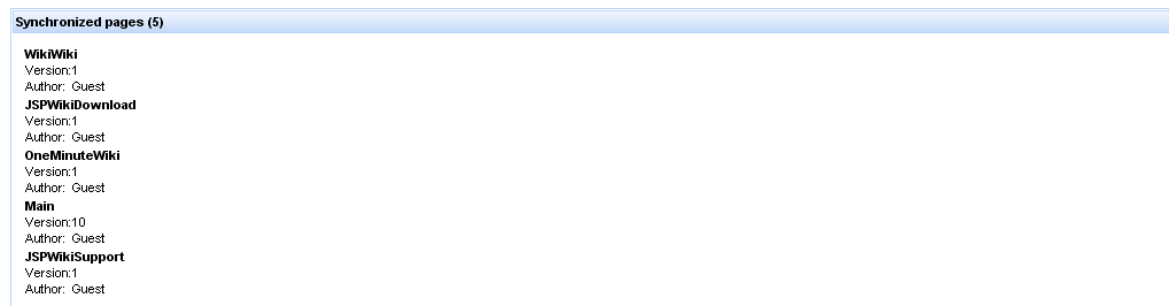 Synchronized pages (5)
WikiWiki
Version:1
Author: Guest
JSPWikiDownload
Version:1
Author: Guest
OneMinuteWiki
Version:1
Author: Guest
Main
Version:10
Author: Guest
JSPWikiSupport
Version:1
Author: Guest